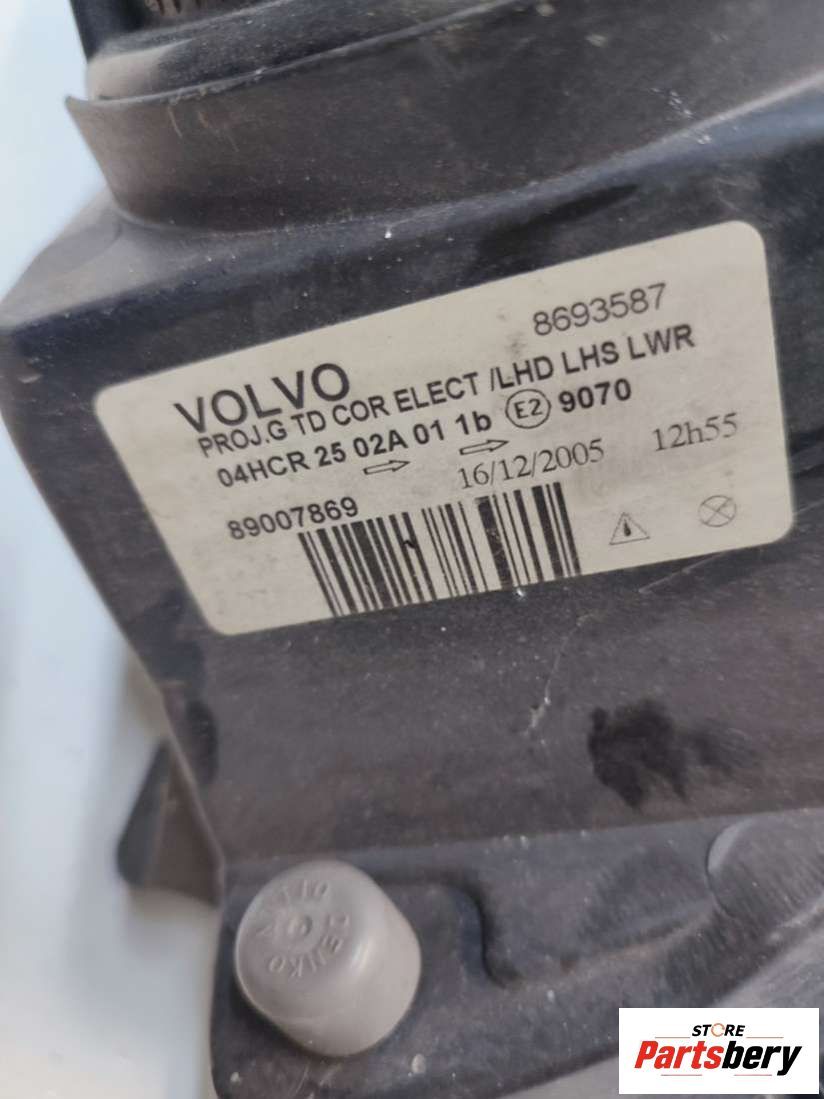 8693587
VOLVO
PROJ.G TD COR ELECT /LHD LHS LWR
04HCR 25 02A 01 1b E2 9070
16/12/2005 12h55
89007869
STORE
Partsbery